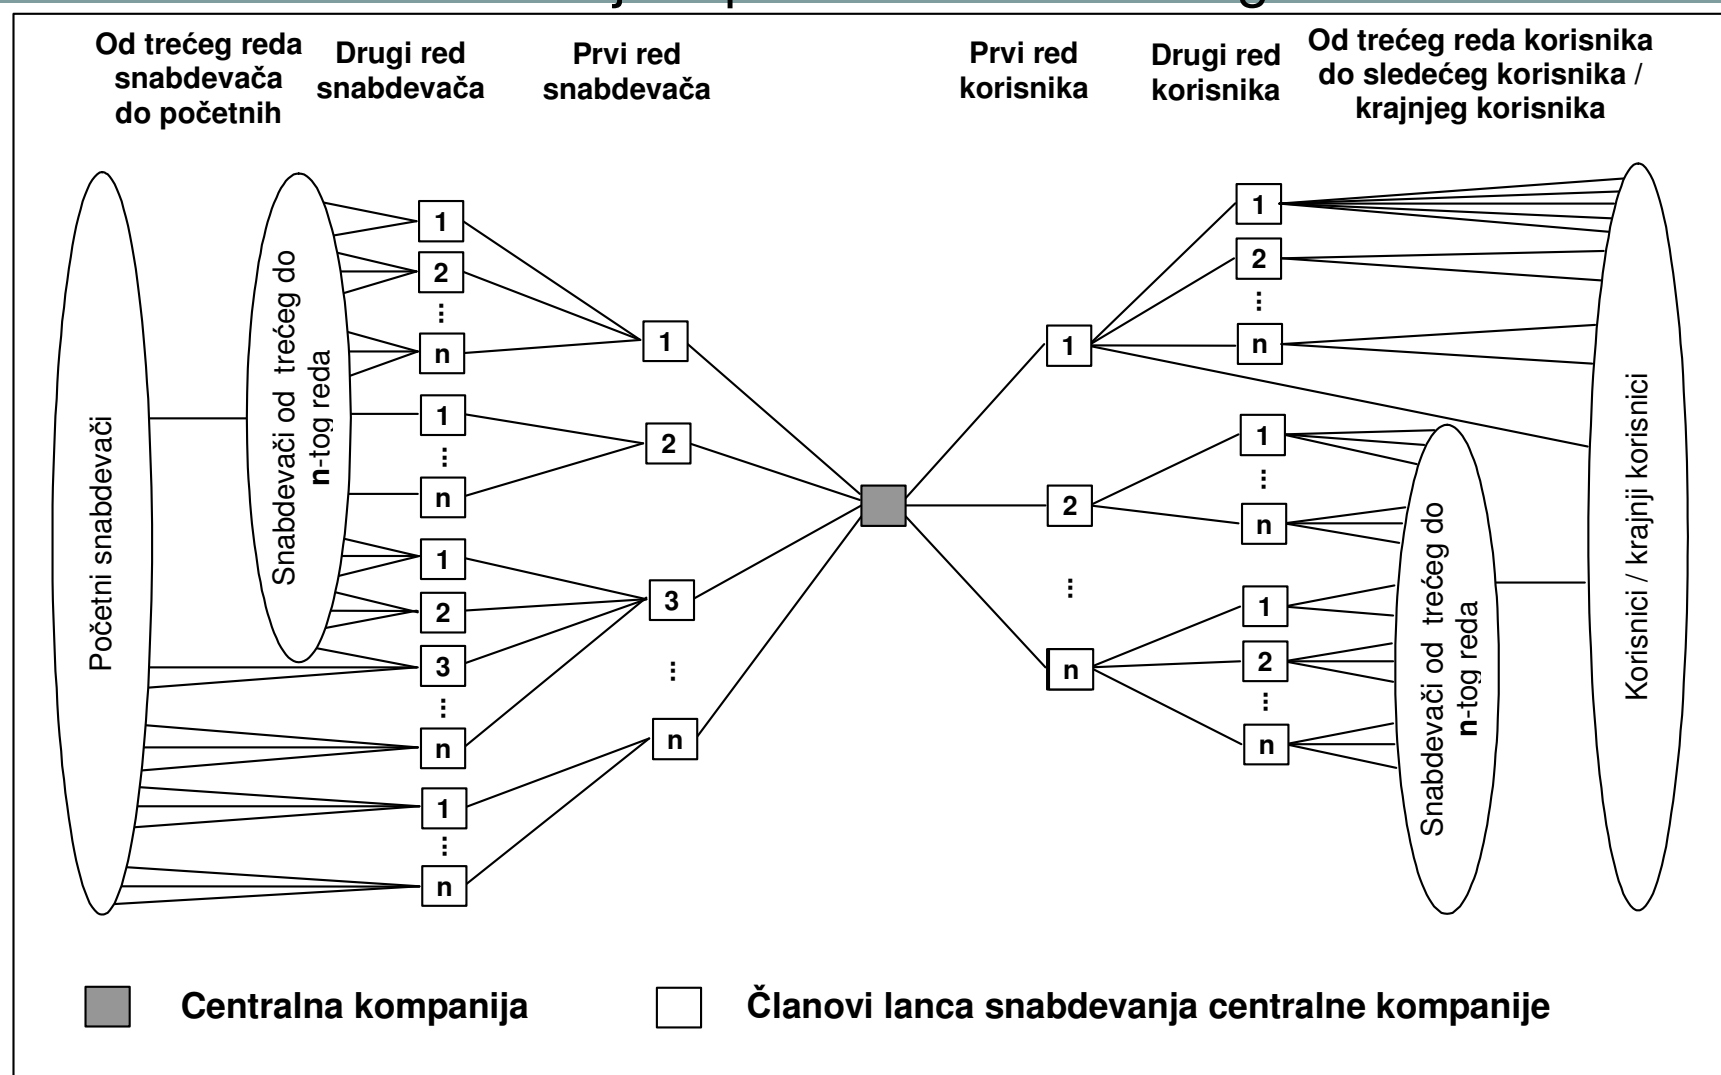 Od trećeg reda
snabdevača
do početnih
Drugi red
snabdevača
Prvi red
snabdevača
Prvi red
korisnika
Drugi red
korisnika
Od trećeg reda korisnika
do sledećeg korisnika /
krajnjeg korisnika
Početni snabdevači
Snabdevači od trećeg do
n-tog reda
1
2
...
n
1
...
n
1
2
3
...
n
1
...
n
1
2
3
...
n
1
2
...
n
1
2
...
n
1
...
n
1
2
...
n
Snabdevači od trećeg do
n-tog reda
Korisnici / krajnji korisnici
Centralna kompanija
Članovi lanca snabdevanja centralne kompanije